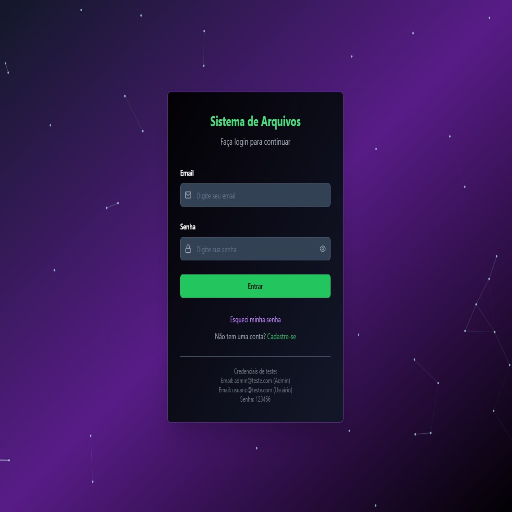 Sistema de Arquivos
Faça login para continuar
Email
Digite seu email
Senha
Digite sua senha
Entrar
Esqueci minha senha
Não tem uma conta? Cadastre-se
Credenciais de teste:
Email: admin@teste.com (Admin)
Email: usuario@teste.com (Usuário)
Senha: 123456